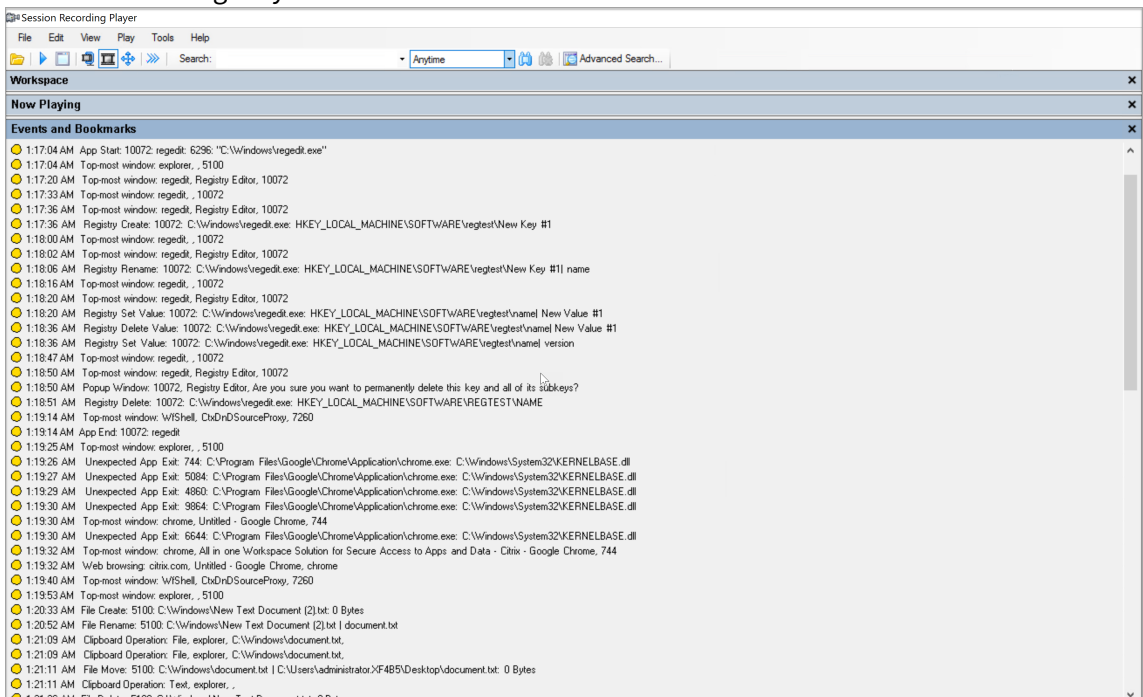 Session Recording Player
File Edit View Play Tools Help
Search: Anytime Advanced Search...
Workspace
Now Playing
Events and Bookmarks
1:17:04 AM App Start: 10072: regedit: 6296: "C:\Windows\regedit.exe"
1:17:04 AM Top-most window: explorer, , 5100
1:17:20 AM Top-most window: regedit, Registry Editor, 10072
1:17:33 AM Top-most window: regedit, , 10072
1:17:36 AM Top-most window: regedit, Registry Editor, 10072
1:17:36 AM Registry Create: 10072: C:\Windows\regedit.exe: HKEY_LOCAL_MACHINE\SOFTWARE\regtest\New Key #1
1:18:00 AM Top-most window: regedit, , 10072
1:18:02 AM Top-most window: regedit, Registry Editor, 10072
1:18:06 AM Registry Rename: 10072: C:\Windows\regedit.exe: HKEY_LOCAL_MACHINE\SOFTWARE\regtest\New Key #1| name
1:18:16 AM Top-most window: regedit, , 10072
1:18:20 AM Top-most window: regedit, Registry Editor, 10072
1:18:20 AM Registry Set Value: 10072: C:\Windows\regedit.exe: HKEY_LOCAL_MACHINE\SOFTWARE\regtest\name| New Value #1
1:18:36 AM Registry Delete Value: 10072: C:\Windows\regedit.exe: HKEY_LOCAL_MACHINE\SOFTWARE\regtest\name| New Value #1
1:18:36 AM Registry Set Value: 10072: C:\Windows\regedit.exe: HKEY_LOCAL_MACHINE\SOFTWARE\regtest\name| version
1:18:47 AM Top-most window: regedit, , 10072
1:18:50 AM Top-most window: regedit, Registry Editor, 10072
1:18:50 AM Popup Window: 10072, Registry Editor, Are you sure you want to permanently delete this key and all of its subkeys?
1:18:51 AM Registry Delete: 10072: C:\Windows\regedit.exe: HKEY_LOCAL_MACHINE\SOFTWARE\REGTEST\NAME
1:19:14 AM Top-most window: WfShell, CtxDnDSourceProxy, 7260
1:19:14 AM App End: 10072: regedit
1:19:25 AM Top-most window: explorer, , 5100
1:19:26 AM Unexpected App Exit: 744: C:\Program Files\Google\Chrome\Application\chrome.exe: C:\Windows\System32\KERNELBASE.dll
1:19:27 AM Unexpected App Exit: 5084: C:\Program Files\Google\Chrome\Application\chrome.exe: C:\Windows\System32\KERNELBASE.dll
1:19:29 AM Unexpected App Exit: 4860: C:\Program Files\Google\Chrome\Application\chrome.exe: C:\Windows\System32\KERNELBASE.dll
1:19:30 AM Unexpected App Exit: 9864: C:\Program Files\Google\Chrome\Application\chrome.exe: C:\Windows\System32\KERNELBASE.dll
1:19:30 AM Top-most window: chrome, Untitled - Google Chrome, 744
1:19:30 AM Unexpected App Exit: 6644: C:\Program Files\Google\Chrome\Application\chrome.exe: C:\Windows\System32\KERNELBASE.dll
1:19:32 AM Top-most window: chrome, All in one Workspace Solution for Secure Access to Apps and Data - Citrix - Google Chrome, 744
1:19:32 AM Web browsing: citrix.com, Untitled - Google Chrome, chrome
1:19:40 AM Top-most window: WfShell, CtxDnDSourceProxy, 7260
1:19:53 AM Top-most window: explorer, , 5100
1:20:33 AM File Create: 5100: C:\Windows\New Text Document (2).txt: 0 Bytes
1:20:52 AM File Rename: 5100: C:\Windows\New Text Document (2).txt | document.txt
1:21:09 AM Clipboard Operation: File, explorer, C:\Windows\document.txt,
1:21:09 AM Clipboard Operation: File, explorer, C:\Windows\document.txt,
1:21:11 AM File Move: 5100: C:\Windows\document.txt | C:\Users\administrator.XF4B5\Desktop\document.txt: 0 Bytes
1:21:11 AM Clipboard Operation: Text, explorer, ,